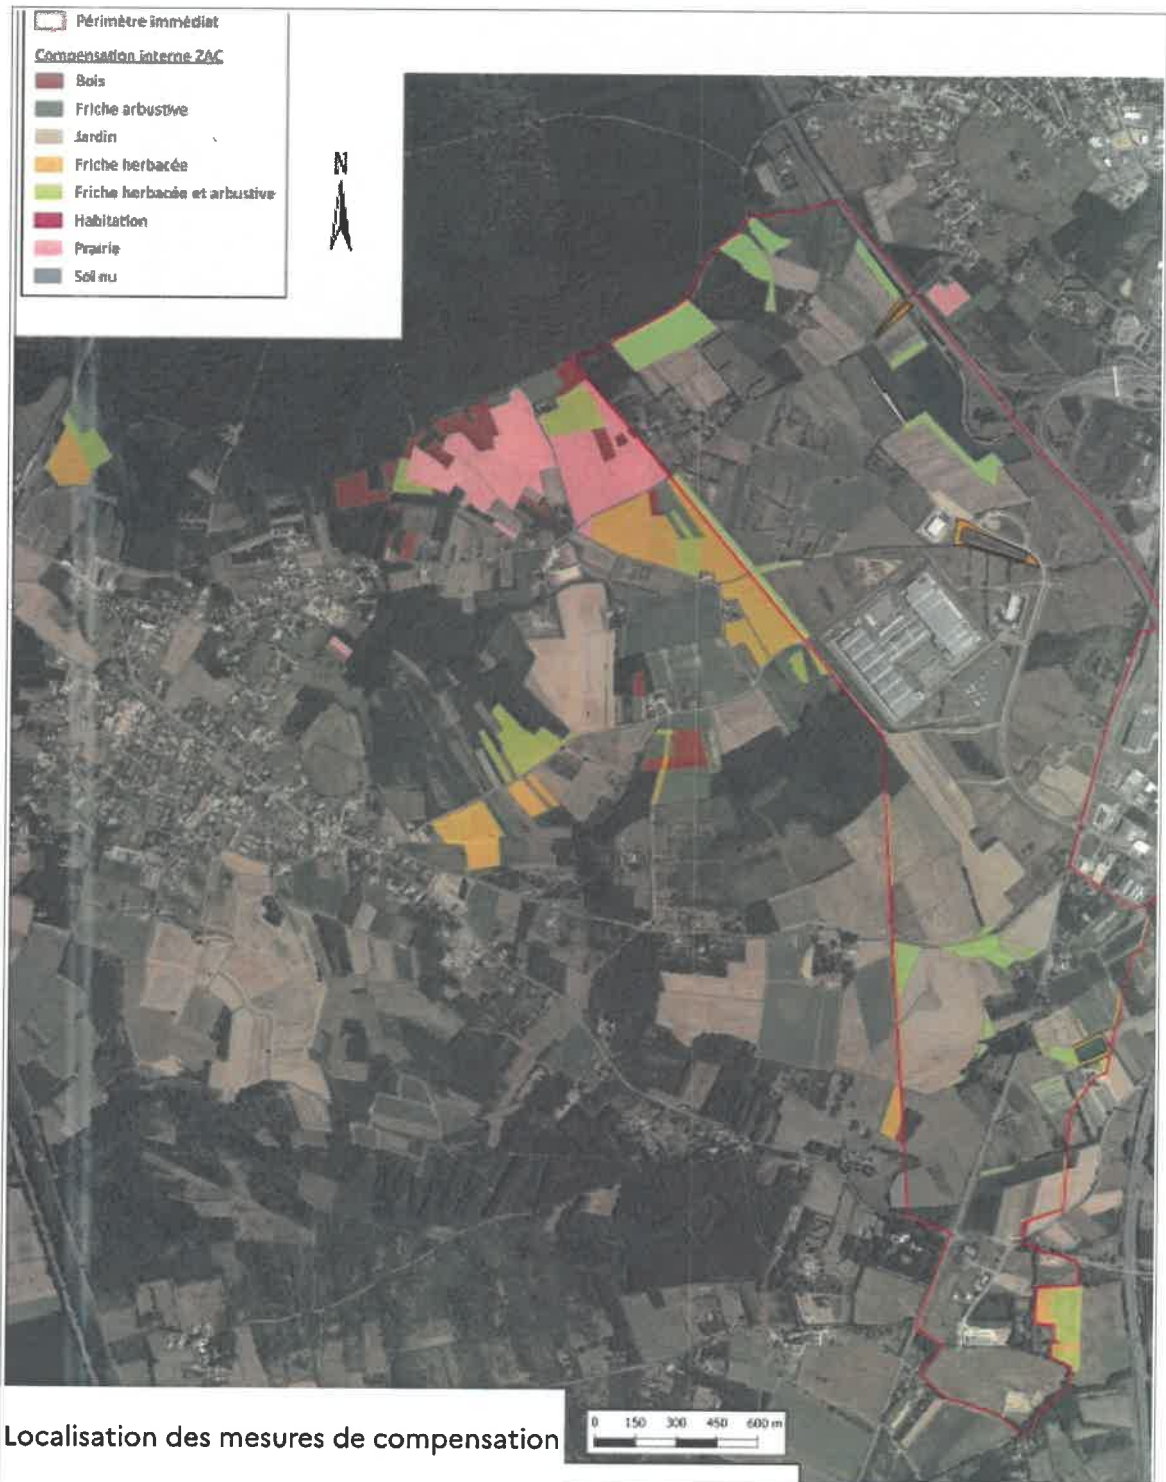 Périmètre immédiat
Compensation interne ZAC
Bois
Friche arbustive
Jardin
Friche herbacée
Friche herbacée et arbustive
Habitation
Prairie
Sol nu
N
0 150 300 450 600 m
Localisation des mesures de compensation